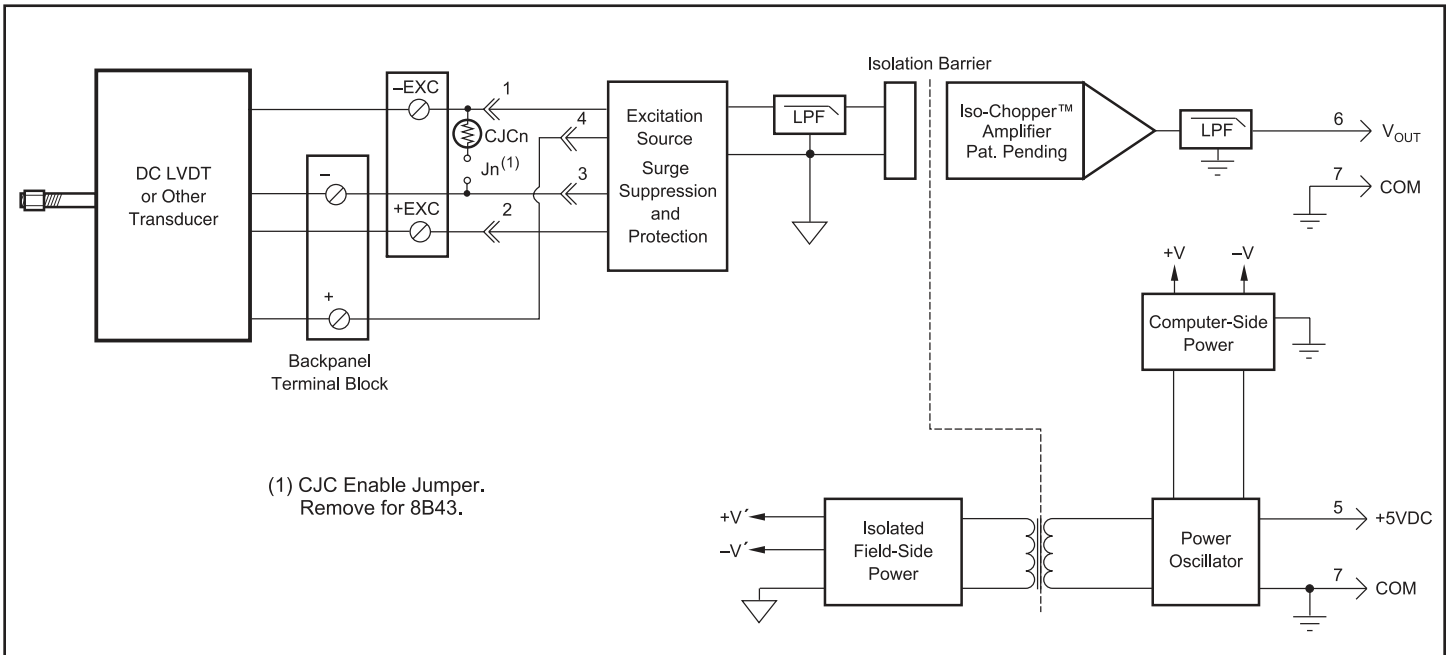 Isolation Barrier
–EXC
1
CJCn
4
Jn(1)
DC LVDT
or Other
Transducer
–
3
+EXC
2
+
Backpanel
Terminal Block
Excitation
Source
Surge
Suppression
and
Protection
LPF
Iso-Chopper™
Amplifier
Pat. Pending
LPF
6
VOUT
7
COM
+V
–V
Computer-Side
Power
(1) CJC Enable Jumper.
Remove for 8B43.
+V´
–V´
Isolated
Field-Side
Power
Power
Oscillator
5
+5VDC
7
COM